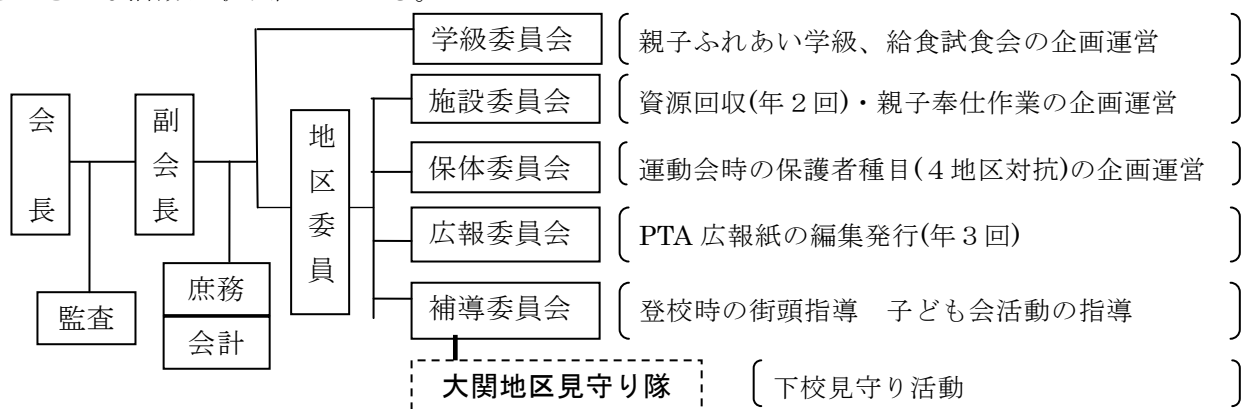 学級委員会 親子ふれあい学級、給食試食会の企画運営
施設委員会 資源回収(年２回)・親子奉仕作業の企画運営
会長
副会長
地区委員
保体委員会 運動会時の保護者種目(４地区対抗)の企画運営
広報委員会 PTA 広報紙の編集発行(年３回)
庶務
監査
会計
補導委員会 登校時の街頭指導 子ども会活動の指導
大関地区見守り隊 下校見守り活動